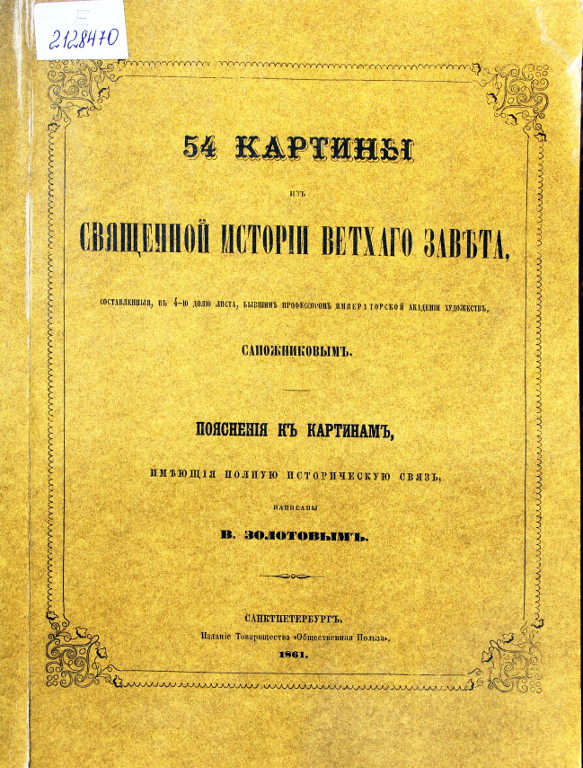 Е
2128470
54 КАРТИНЫ
ИЗЪ
СВЯЩЕННОЙ ИСТОРІИ ВЕТХАГО ЗАВѢТА,
СОСТАВЛЕННЫЯ, ВЪ 4-Ю ДОЛЮ ЛИСТА, БЫВШИМЪ ПРОФЕССОРОМЪ ИМПЕРАТОРСКОЙ АКАДЕМІИ ХУДОЖЕСТВЪ,
САПОЖНИКОВЫМЪ.
ПОЯСНЕНІЯ КЪ КАРТИНАМЪ,
ИМѢЮЩІЯ ПОЛНУЮ ИСТОРИЧЕСКУЮ СВЯЗЬ,
НАПИСАНЫ
В. ЗОЛОТОВЫМЪ.
САНКТПЕТЕРБУРГЪ.
Изданіе Товарищества «Общественная Польза».
1861.